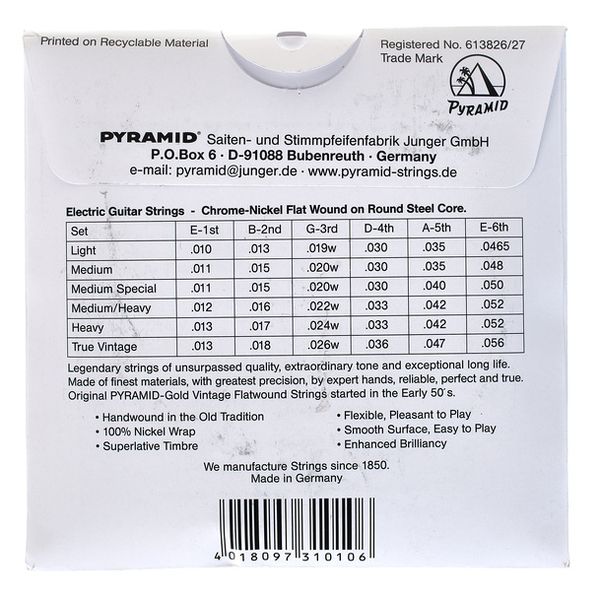 Printed on Recyclable Material
Registered No. 613826/27
Trade Mark
PYRAMID
PYRAMID® Saiten- und Stimmpfeifenfabrik Junger GmbH
P.O.Box 6 · D-91088 Bubenreuth · Germany
e-mail: pyramid@junger.de · www.pyramid-strings.de
Electric Guitar Strings - Chrome-Nickel Flat Wound on Round Steel Core.
Set E-1st B-2nd G-3rd D-4th A-5th E-6th
Light .010 .013 .019w .030 .035 .0465
Medium .011 .015 .020w .030 .035 .048
Medium Special .011 .015 .020w .030 .040 .050
Medium/Heavy .012 .016 .022w .033 .042 .052
Heavy .013 .017 .024w .033 .042 .052
True Vintage .013 .018 .026w .036 .047 .056
Legendary strings of unsurpasssed quality, extraordinary tone and exceptional long life.
Made of finest materials, with greatest precision, by expert hands, reliable, perfect and true.
Original PYRAMID-Gold Vintage Flatwound Strings started in the Early 50´s.
• Handwound in the Old Tradition
• 100% Nickel Wrap
• Superlative Timbre
• Flexible, Pleasant to Play
• Smooth Surface, Easy to Play
• Enhanced Brilliancy
We manufacture Strings since 1850.
Made in Germany
4 018097 310106